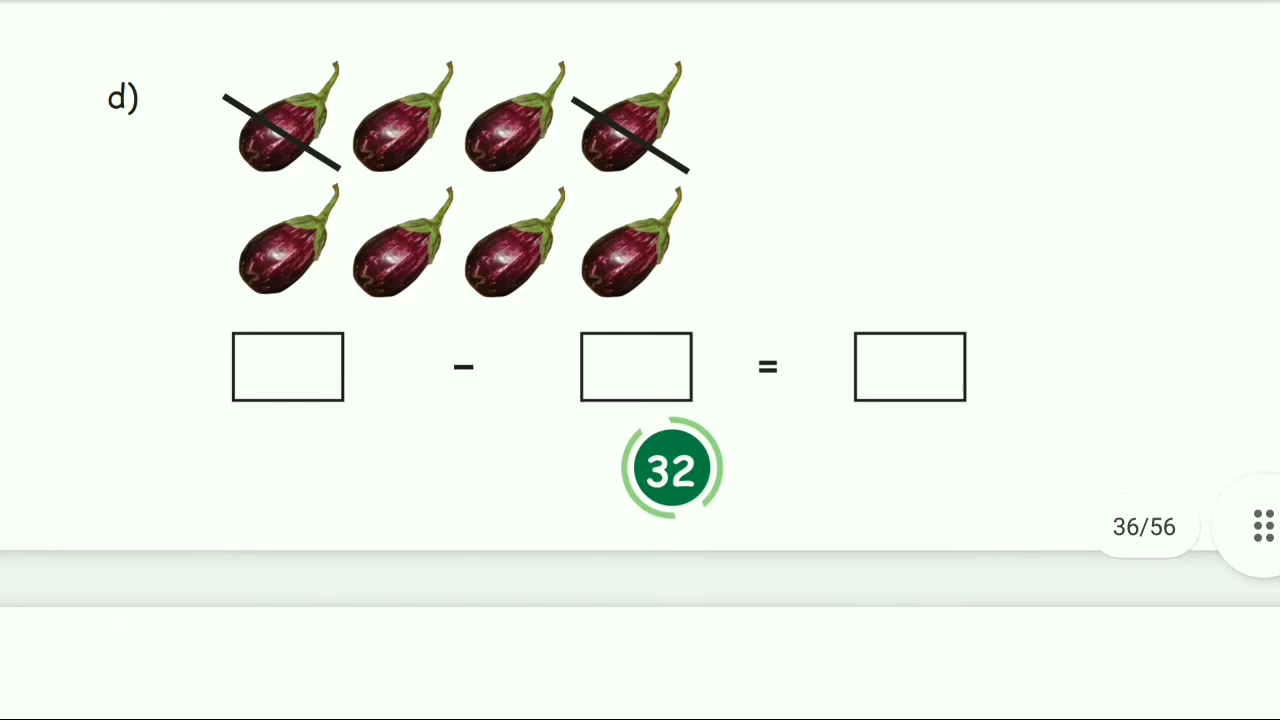 d)
- =
32
36/56